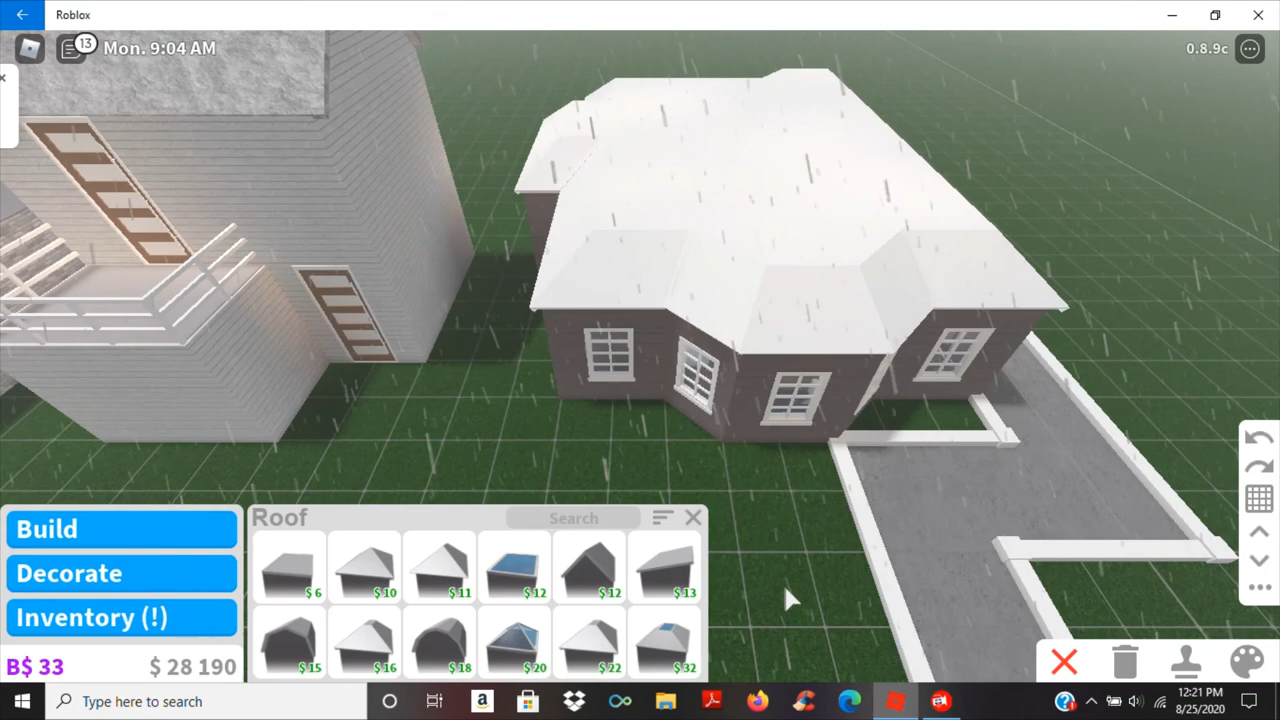 Roblox
13
Mon. 9:04 AM
0.8.9c
Build
Decorate
Inventory (!)
B$ 33
$ 28 190
Roof
Search
$ 6
$ 10
$ 11
$ 12
$ 12
$ 13
$ 15
$ 16
$ 18
$ 20
$ 22
$ 32
Type here to search
a
12:21 PM
8/25/2020